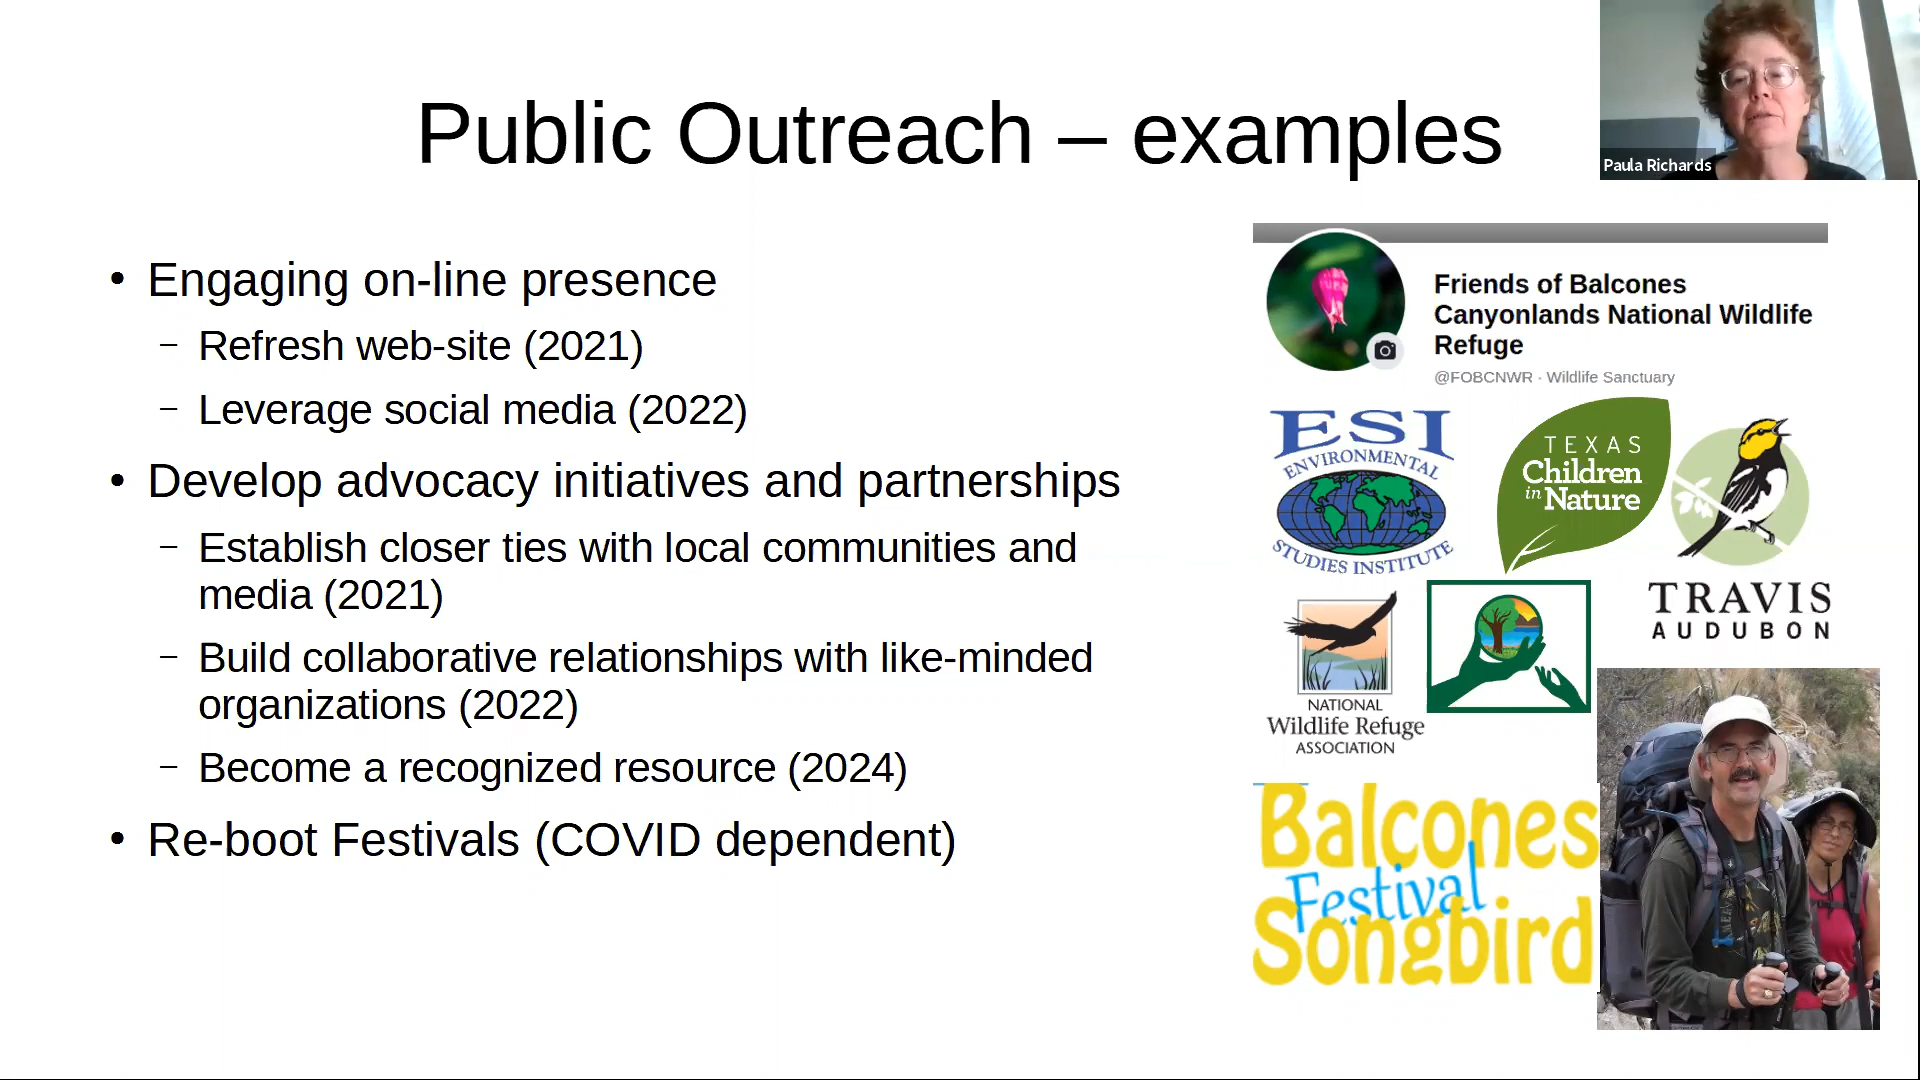 Public Outreach – examples
Paula Richards
• Engaging on-line presence
– Refresh web-site (2021)
– Leverage social media (2022)
• Develop advocacy initiatives and partnerships
– Establish closer ties with local communities and
media (2021)
– Build collaborative relationships with like-minded
organizations (2022)
– Become a recognized resource (2024)
• Re-boot Festivals (COVID dependent)
Friends of Balcones
Canyonlands National Wildlife
Refuge
@FOBCNWR · Wildlife Sanctuary
ESI
ENVIRONMENTAL
STUDIES INSTITUTE
TEXAS
Children
in Nature
TRAVIS
AUDUBON
NATIONAL
Wildlife Refuge
ASSOCIATION
Balcones
Festival
Songbird